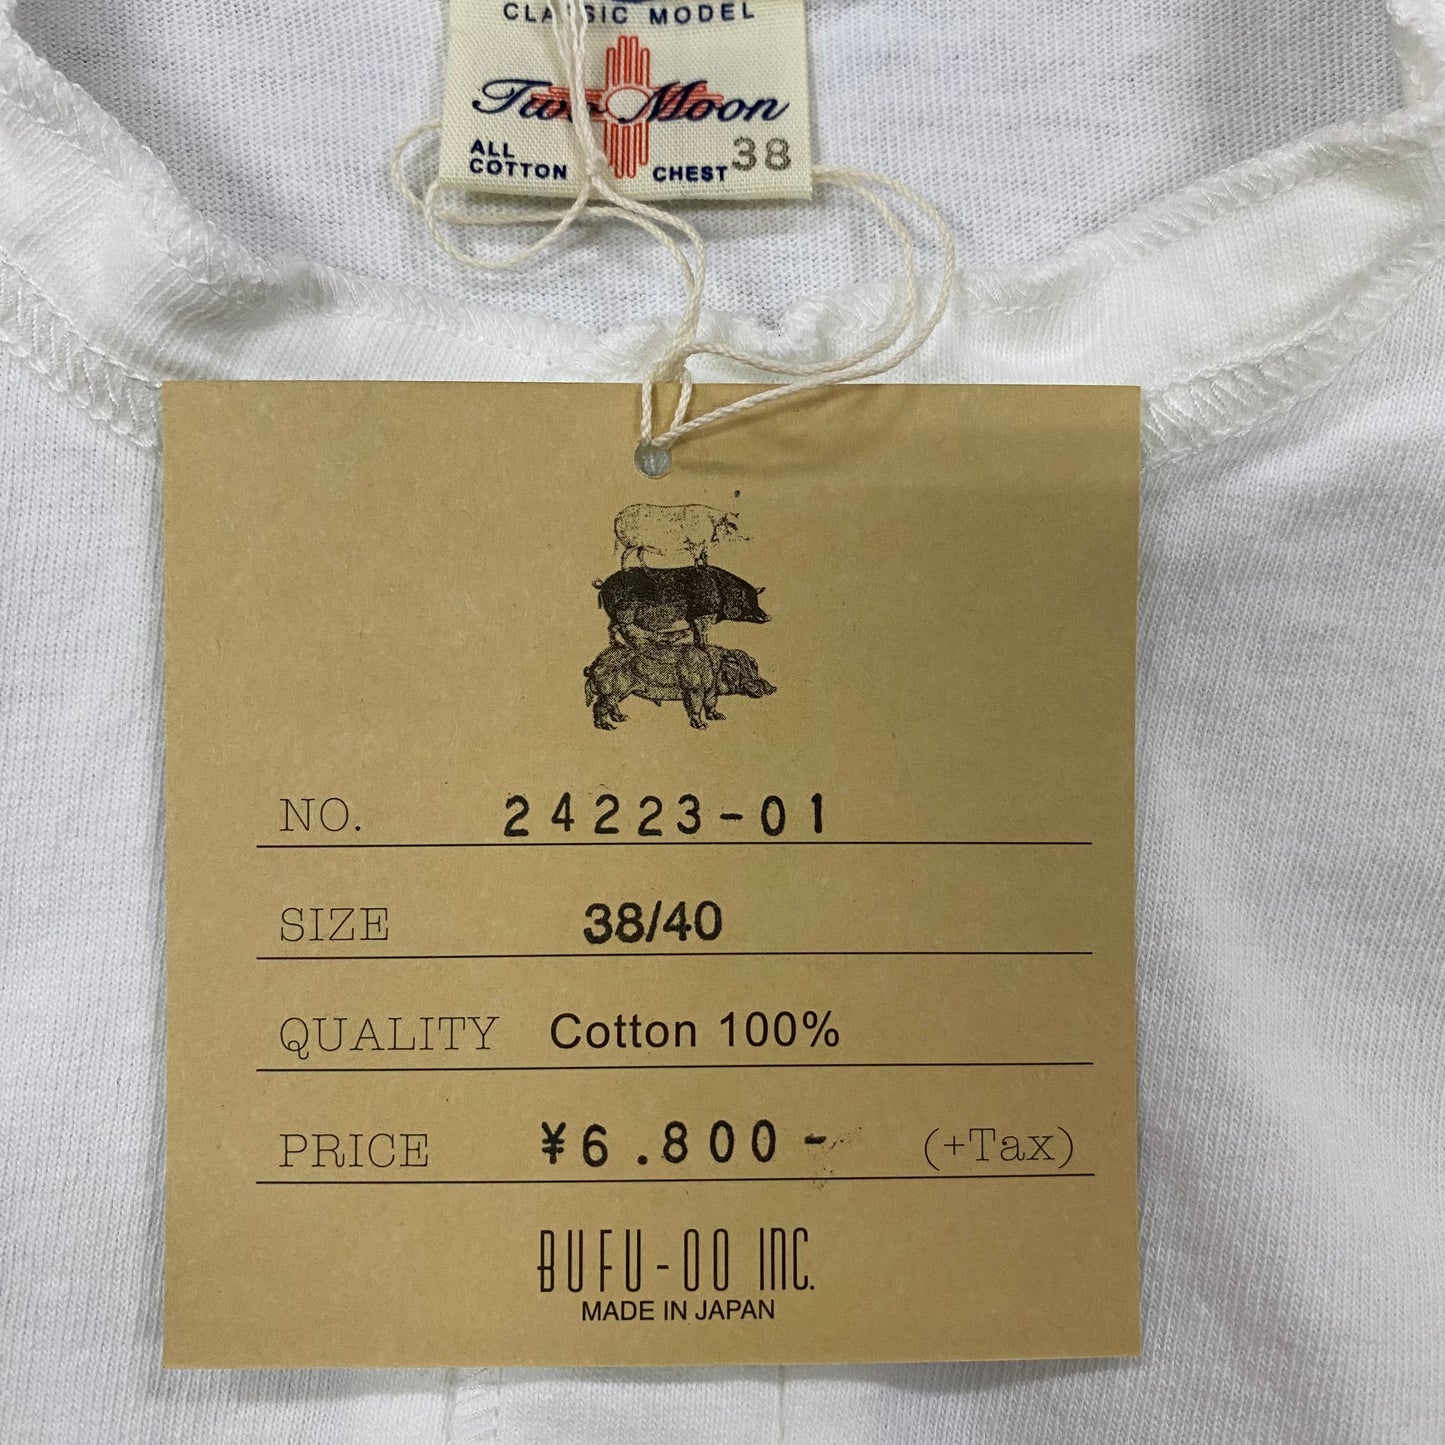 CLASSIC MODEL
Two Moon
ALL
COTTON
CHEST 38
NO. 24223-01
SIZE 38/40
QUALITY Cotton 100%
PRICE ¥6.800- (+Tax)
BUFU-OO INC.
MADE IN JAPAN